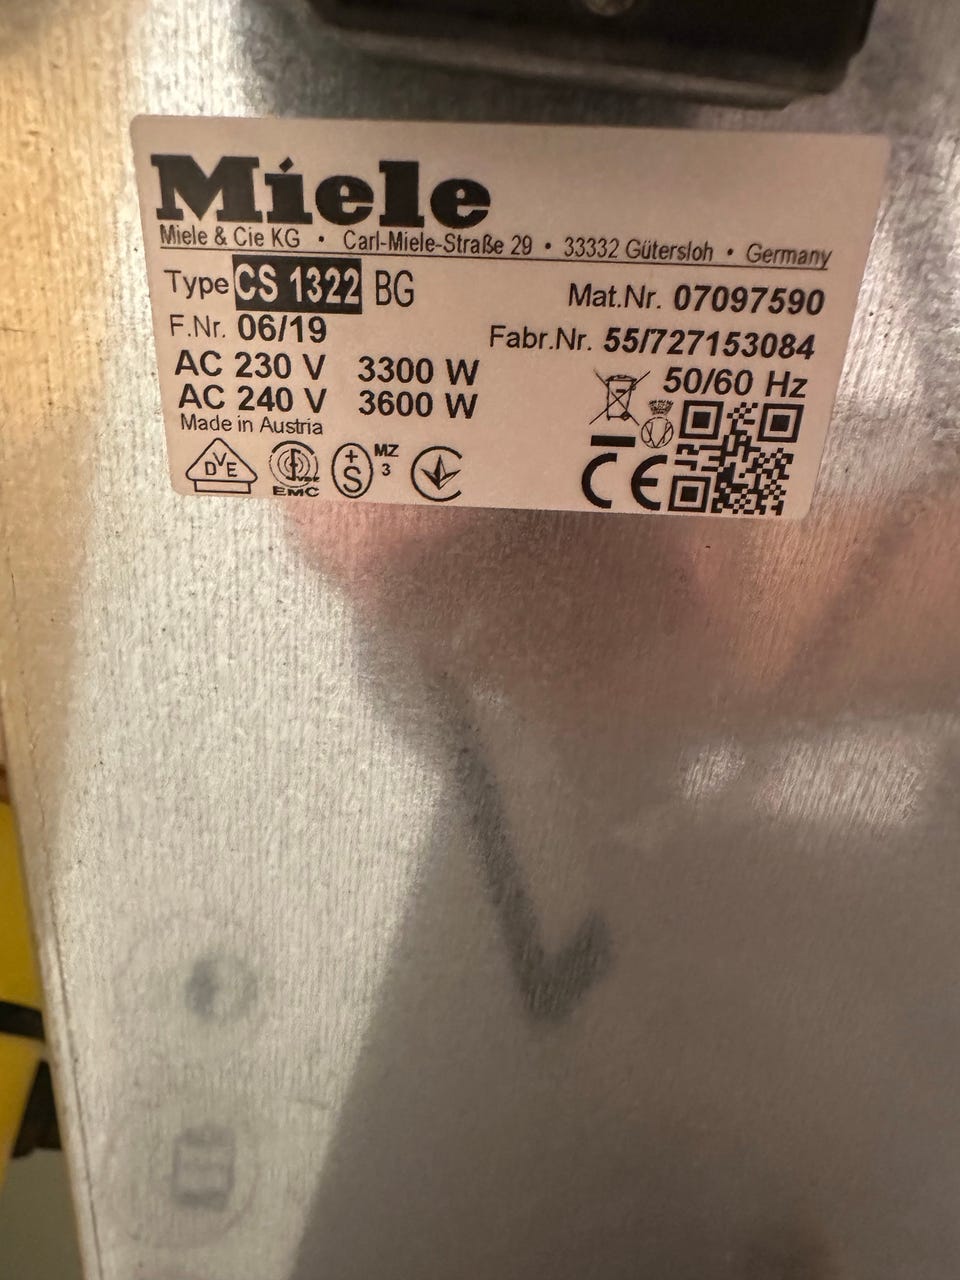 Miele
Miele & Cie KG • Carl-Miele-Straße 29 • 33332 Gütersloh • Germany
Type CS 1322 BG Mat.Nr. 07097590
F.Nr. 06/19 Fabr.Nr. 55/727153084
AC 230 V 3300 W 50/60 Hz
AC 240 V 3600 W
Made in Austria
DVE EMC +S MZ 3 CE